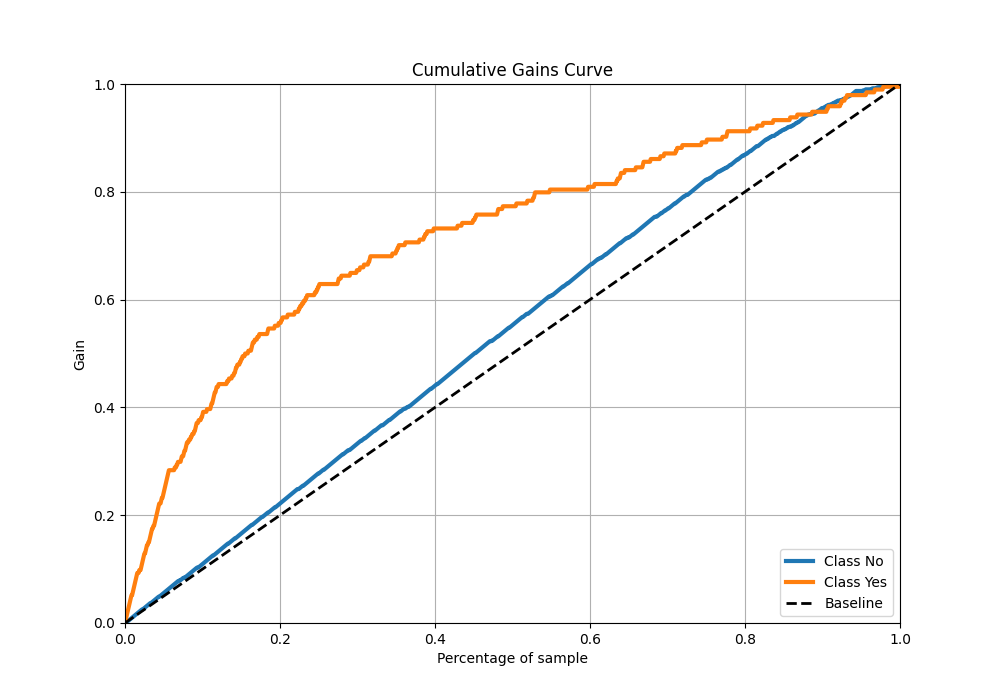 Cumulative Gains Curve
1.0
0.8
0.6
0.4
0.2
0.0
Gain
0.0 0.2 0.4 0.6 0.8 1.0
Percentage of sample
Class No
Class Yes
Baseline